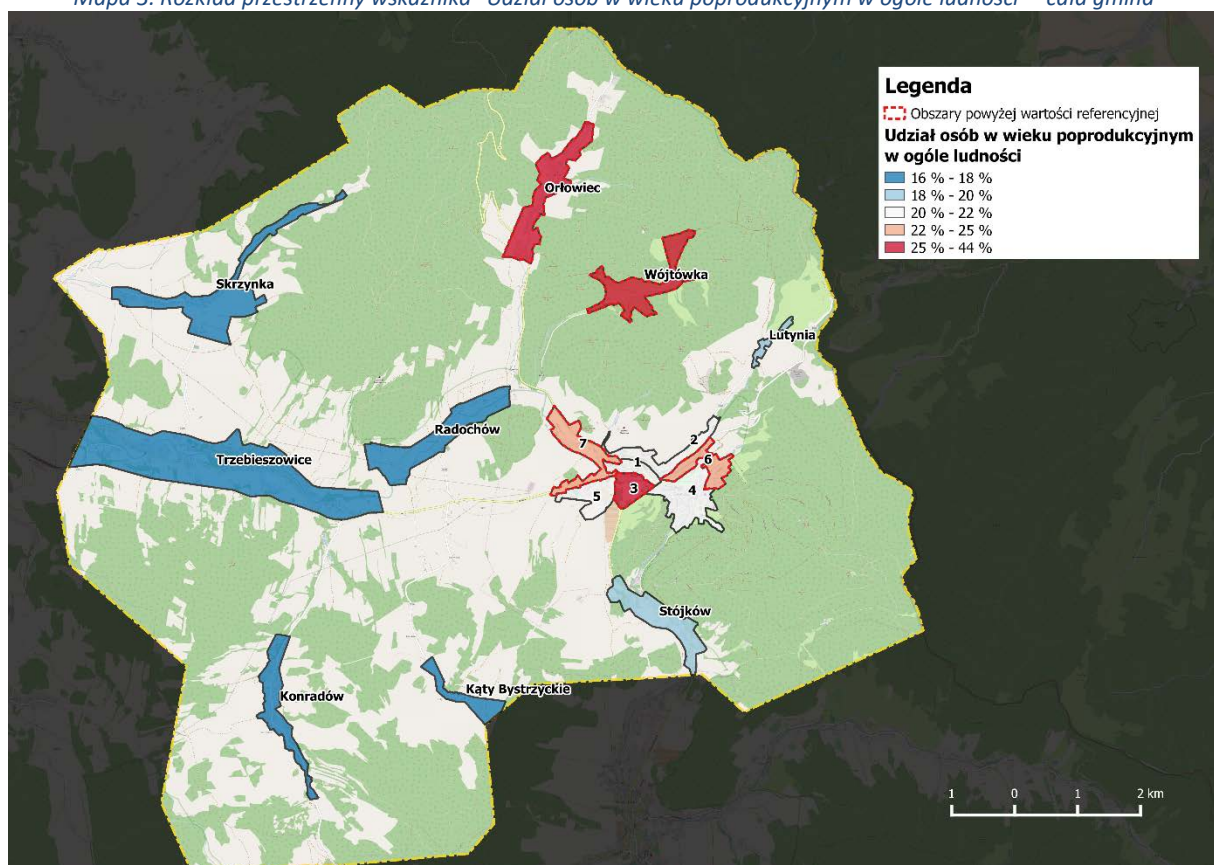 Mapa 3. Rozkład przestrzenny wskaźnika "Udział osób w wieku poprodukcyjnym w ogóle ludności" – cała gmina
Legenda
Obszary powyżej wartości referencyjnej
Udział osób w wieku poprodukcyjnym
w ogóle ludności
16 % - 18 %
18 % - 20 %
20 % - 22 %
22 % - 25 %
25 % - 44 %
Orłowiec
Wójtówka
Skrzynka
Lutynia
Radochów
Trzebieszowice
7
2
1
6
3
4
5
Stójków
Kąty Bystrzyckie
Konradów
1 0 1 2 km